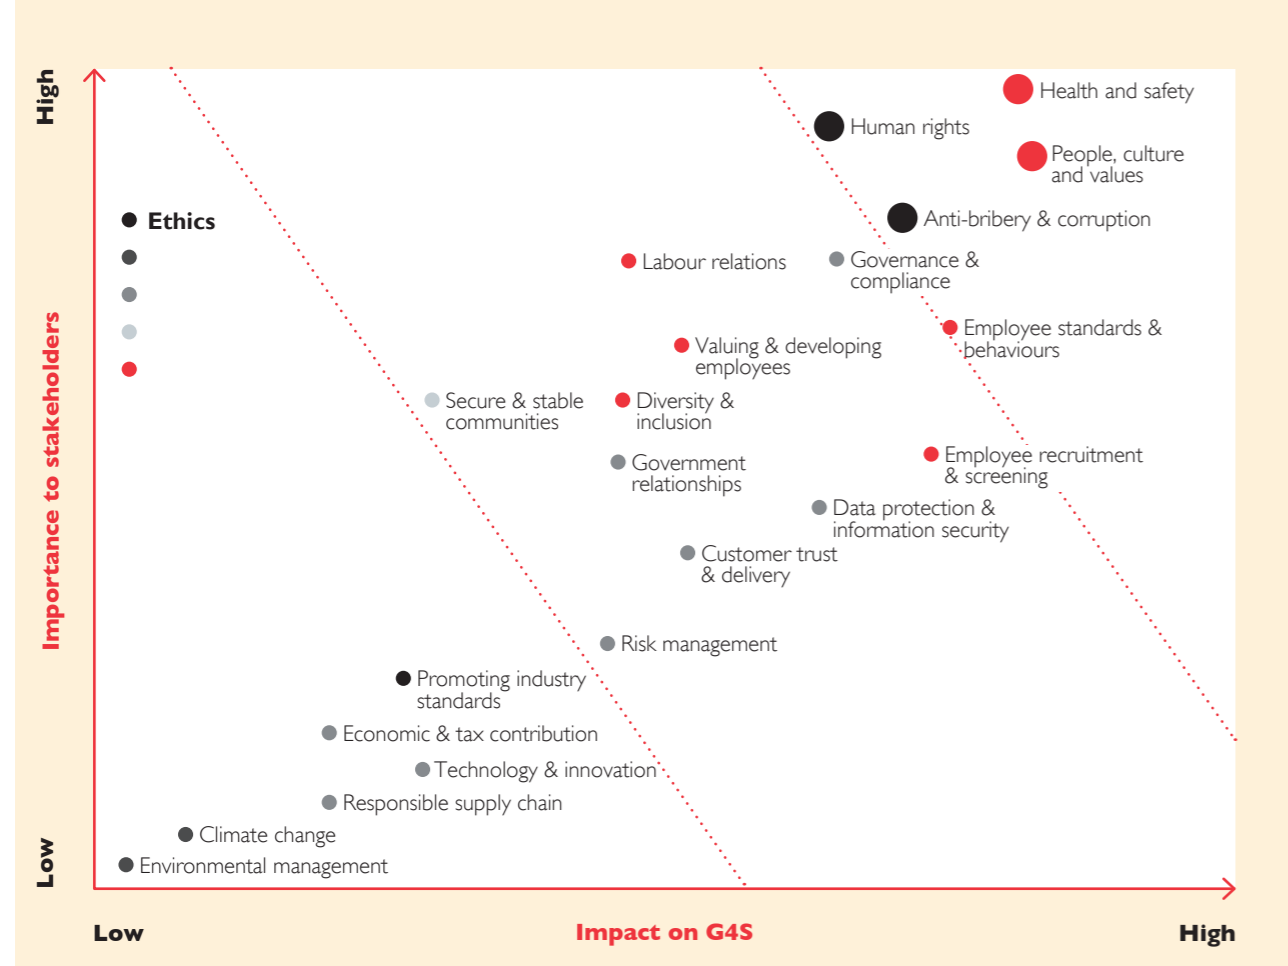 High
Health and safety
Human rights
People, culture
and values
Ethics
Anti-bribery & corruption
Labour relations
Governance &
compliance
Importance to stakeholders
Employee standards &
behaviours
Valuing & developing
employees
Secure & stable
communities
Diversity &
inclusion
Government
relationships
Employee recruitment
& screening
Data protection &
information security
Customer trust
& delivery
Risk management
Promoting industry
standards
Economic & tax contribution
Technology & innovation
Responsible supply chain
Climate change
Environmental management
Low
Low
Impact on G4S
High